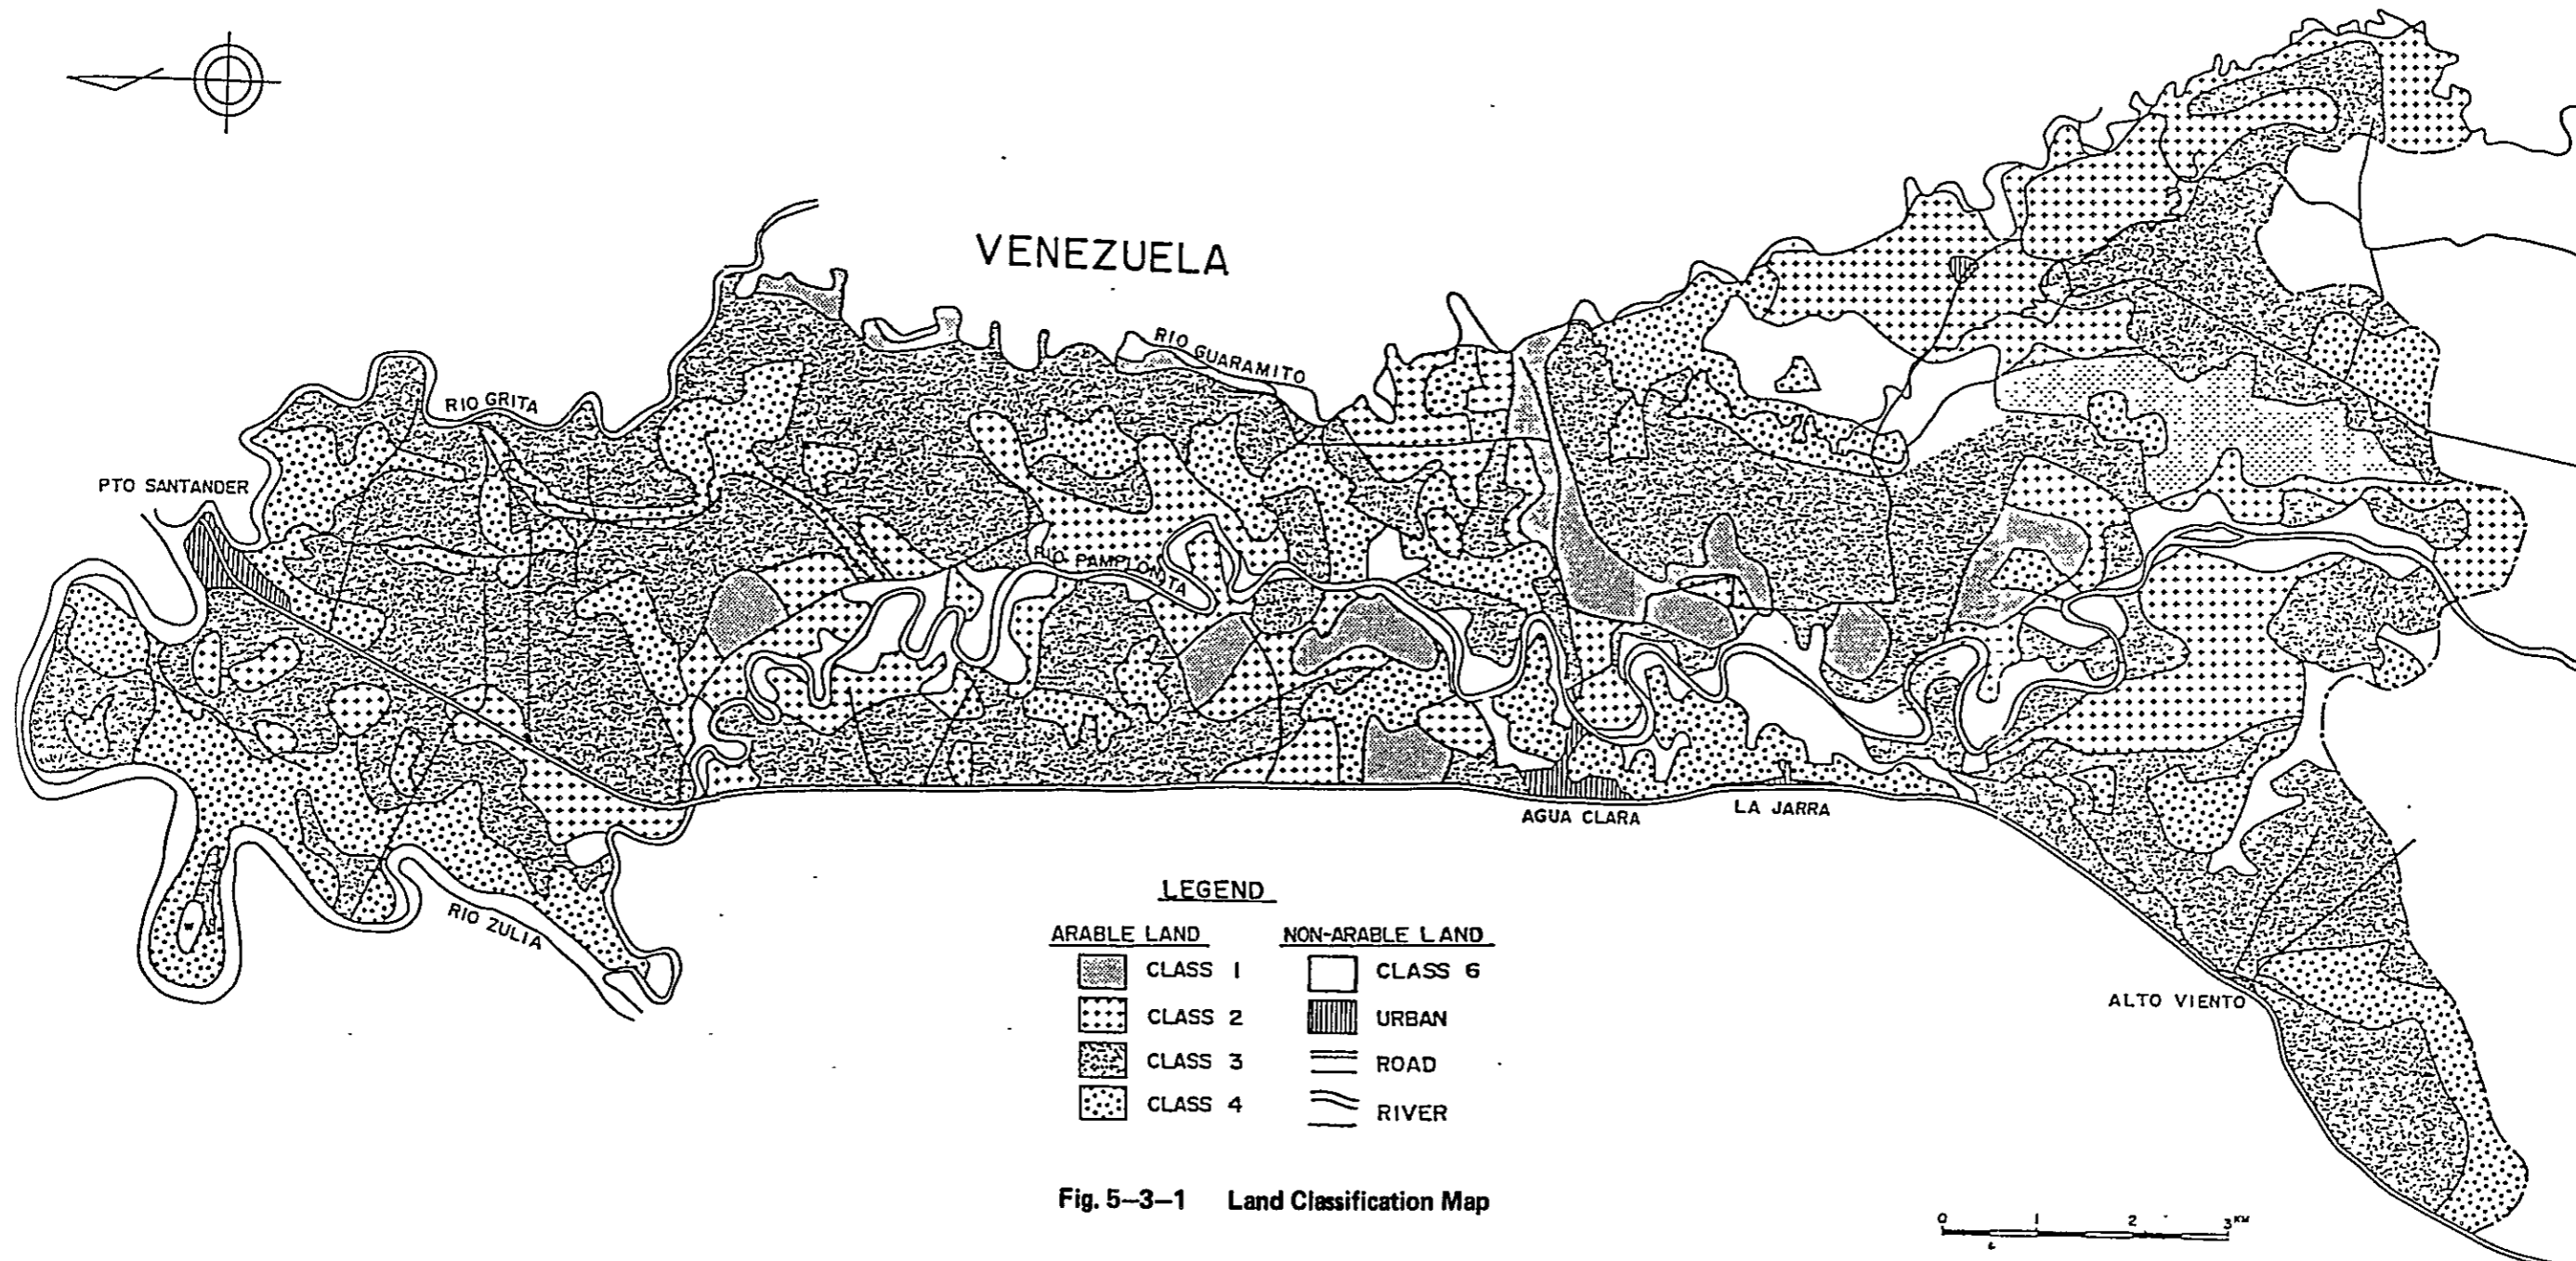 VENEZUELA
RIO GUARAMITO
RIO GRITA
PTO SANTANDER
RIO PAMPLONITA
AGUA CLARA
LA JARRA
RIO ZULIA
W
ALTO VIENTO
LEGEND
ARABLE LAND
CLASS 1
CLASS 2
CLASS 3
CLASS 4
NON-ARABLE LAND
CLASS 6
URBAN
ROAD
RIVER
Fig. 5–3–1 Land Classification Map
0 1 2 3 KM